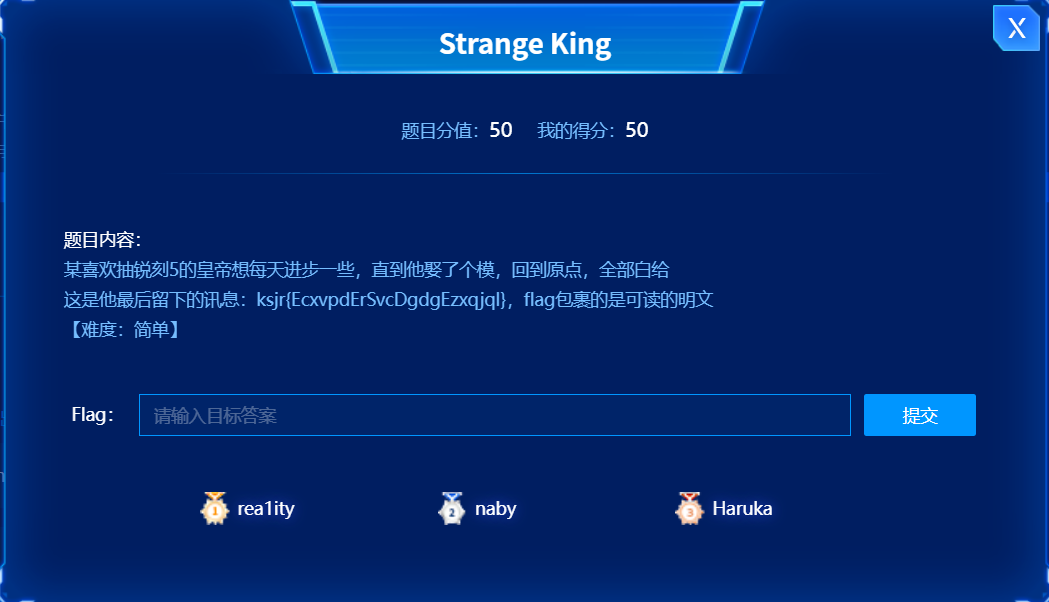 Strange King
X
题目分值：50 我的得分：50
题目内容：
某喜欢抽锐刻5的皇帝想每天进步一些，直到他娶了个模，回到原点，全部白给
这是他最后留下的讯息：ksjr{EcxvpdErSvcDgdgEzxqjql}，flag包裹的是可读的明文
【难度：简单】
Flag： 请输入目标答案 提交
1 rea1ity 2 naby 3 Haruka